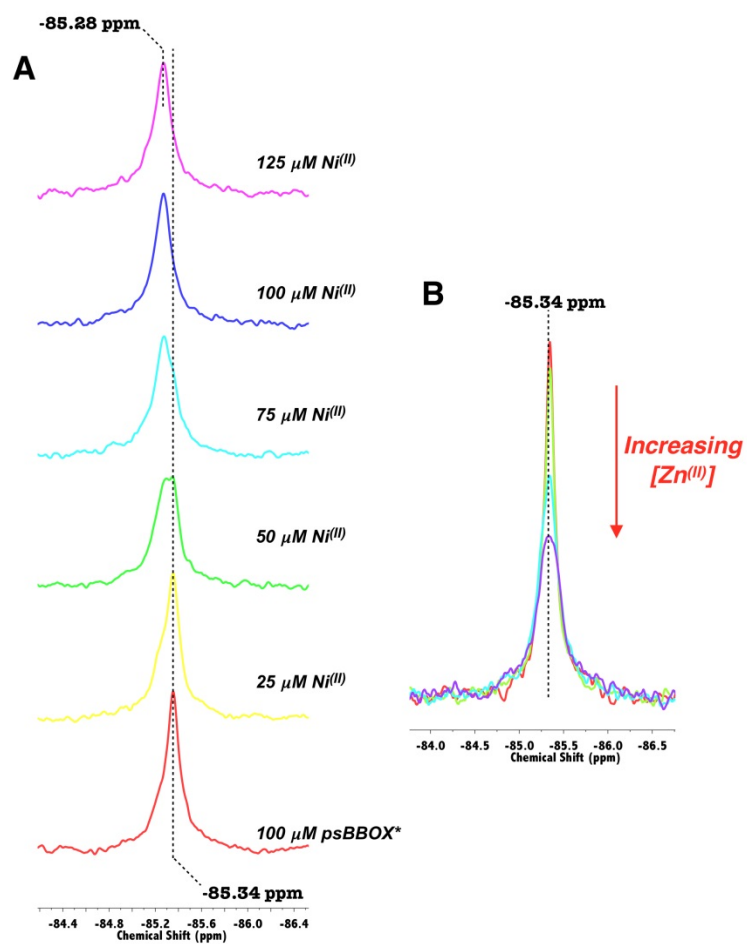 -85.28 ppm
A
125 μM Ni(II)
100 μM Ni(II)
75 μM Ni(II)
50 μM Ni(II)
25 μM Ni(II)
100 μM psBBOX*
-85.34 ppm
-84.4 -84.8 -85.2 -85.6 -86.0 -86.4
Chemical Shift (ppm)
B
-85.34 ppm
Increasing
[Zn(II)]
-84.0 -84.5 -85.0 -85.5 -86.0 -86.5
Chemical Shift (ppm)